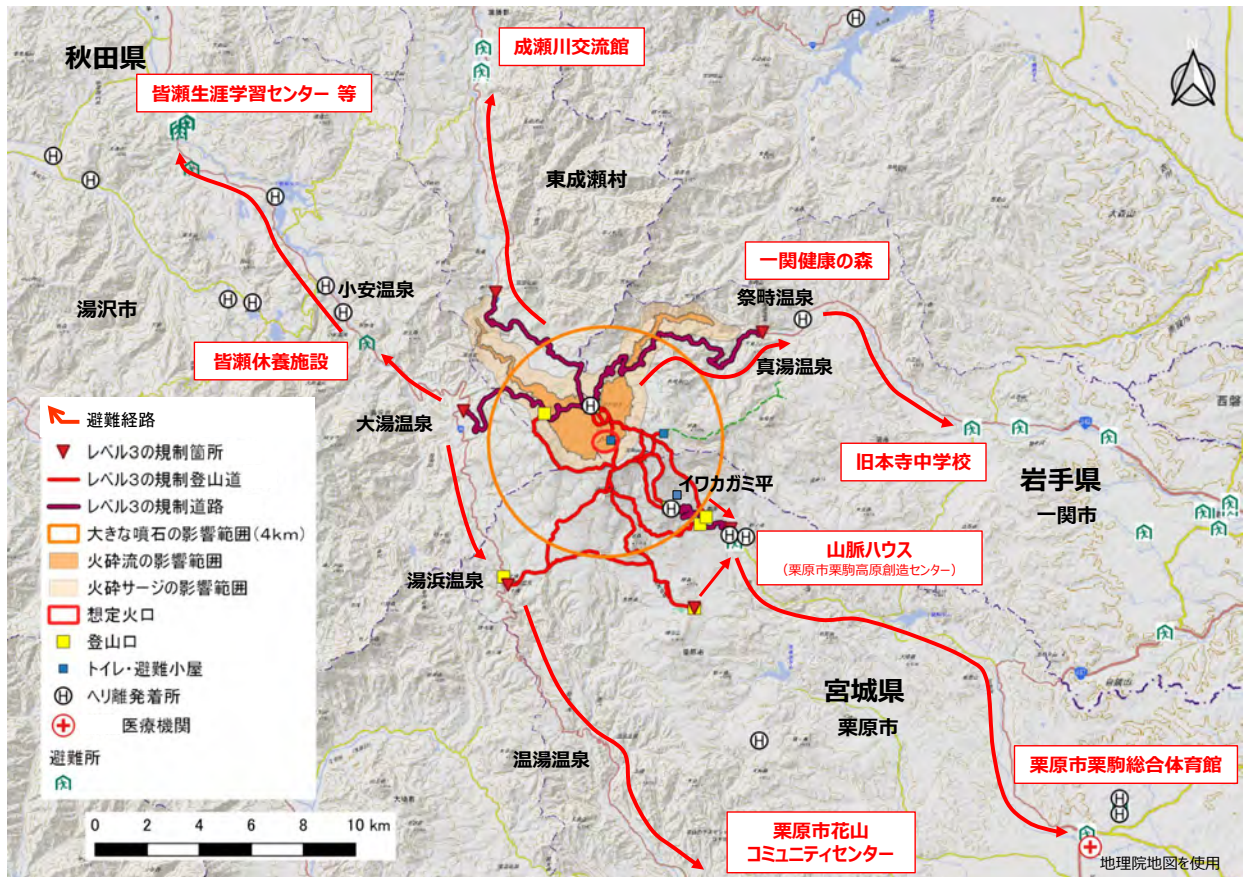 秋田県
成瀬川交流館
皆瀬生涯学習センター 等
東成瀬村
一関健康の森
祭畤温泉
小安温泉
湯沢市
皆瀬休養施設
真湯温泉
大湯温泉
旧本寺中学校
岩手県
一関市
イワカガミ平
山脈ハウス
(栗原市栗駒高原創造センター)
湯浜温泉
宮城県
栗原市
温湯温泉
栗原市栗駒総合体育館
栗原市花山
コミュニティセンター
避難経路
レベル3の規制箇所
レベル3の規制登山道
レベル3の規制道路
大きな噴石の影響範囲(4km)
火砕流の影響範囲
火砕サージの影響範囲
想定火口
登山口
トイレ・避難小屋
ヘリ離発着所
医療機関
避難所
0 2 4 6 8 10 km
地理院地図を使用